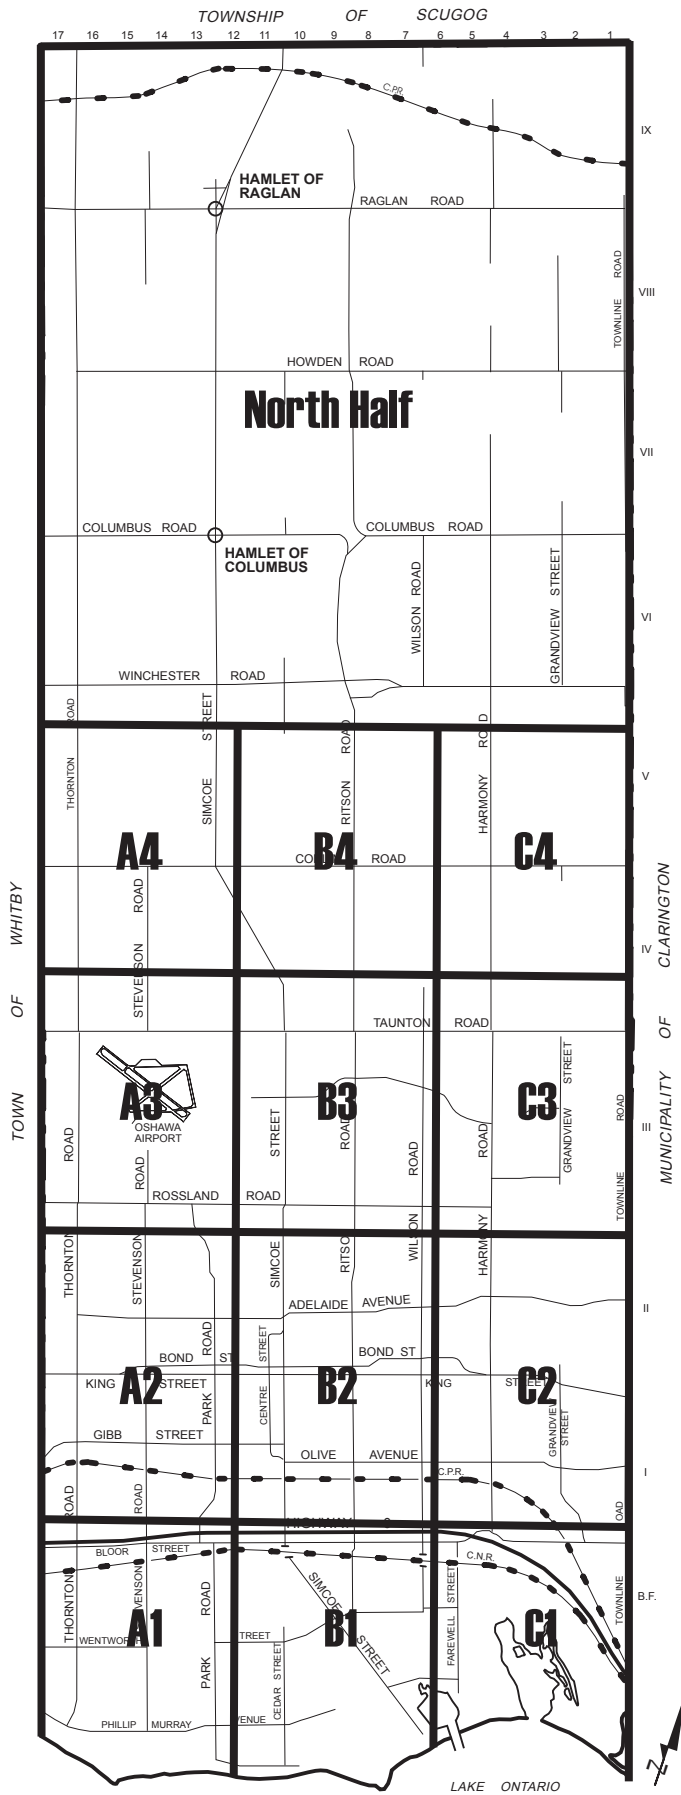 TOWNSHIP OF SCUGOG
17 16 15 14 13 12 11 10 9 8 7 6 5 4 3 2 1
C.P.R.
IX
HAMLET OF
RAGLAN
RAGLAN ROAD
TOWNLINE ROAD
VIII
HOWDEN ROAD
North Half
VII
COLUMBUS ROAD
COLUMBUS ROAD
HAMLET OF
COLUMBUS
WILSON ROAD
GRANDVIEW STREET
VI
WINCHESTER ROAD
THORNTON ROAD
SIMCOE STREET
RITSON ROAD
HARMONY ROAD
V
A4
B4
C4
ROAD
TOWN OF WHITBY
MUNICIPALITY OF CLARINGTON
STEVENSON ROAD
IV
TAUNTON ROAD
A3
B3
C3
OSHAWA
AIRPORT
THORNTON ROAD
STEVENSON ROAD
SIMCOE STREET
ROAD
WILSON ROAD
HARMONY ROAD
GRANDVIEW STREET
TOWNLINE ROAD
III
ROSSLAND ROAD
II
ADELAIDE AVENUE
PARK ROAD
CENTRE STREET
BOND ST
BOND ST
KING STREET
A2
B2
C2
GRANDVIEW
STREET
GIBB STREET
OLIVE AVENUE
C.P.R.
I
ROAD
ROAD
BLOOR STREET
C.N.R.
THORNTON
PARK ROAD
SIMCOE STREET
FAREWELL STREET
TOWNLINE
B.F.
A1
B1
C1
CEDAR STREET
PHILLIP MURRAY
LAKE ONTARIO
Z